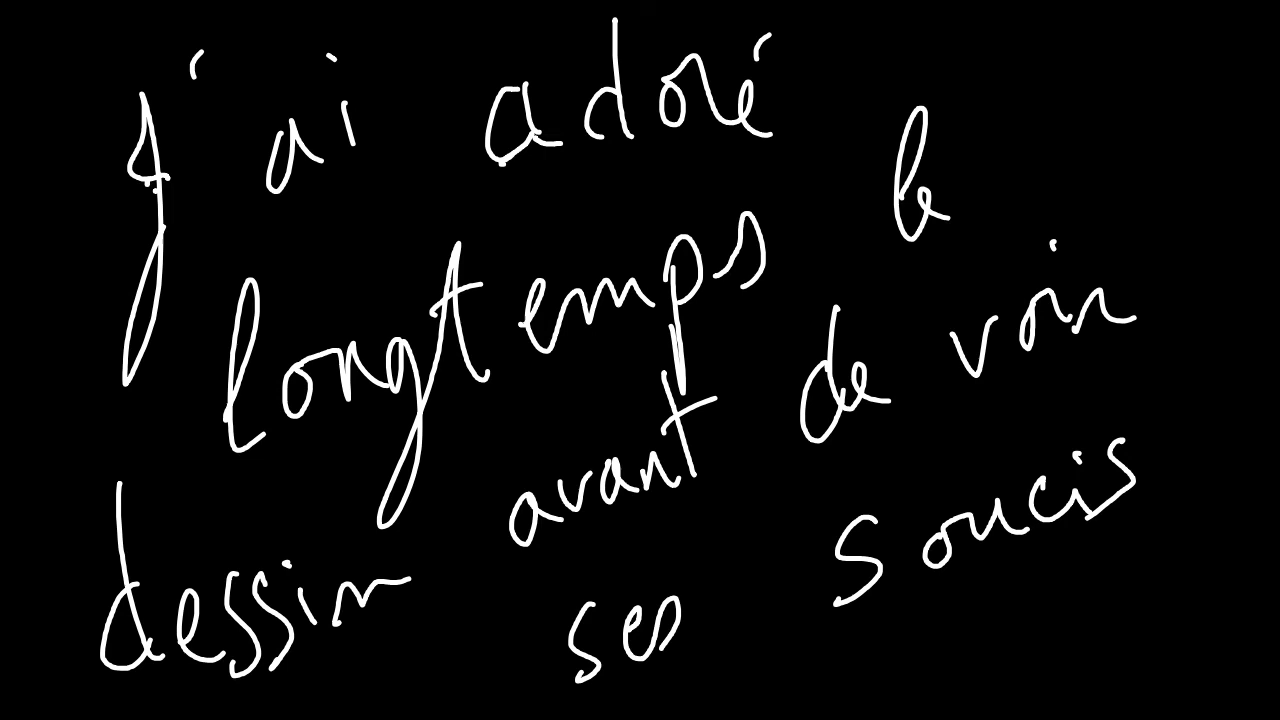 J'ai adoré
longtemps le
dessin avant de voir
ses soucis